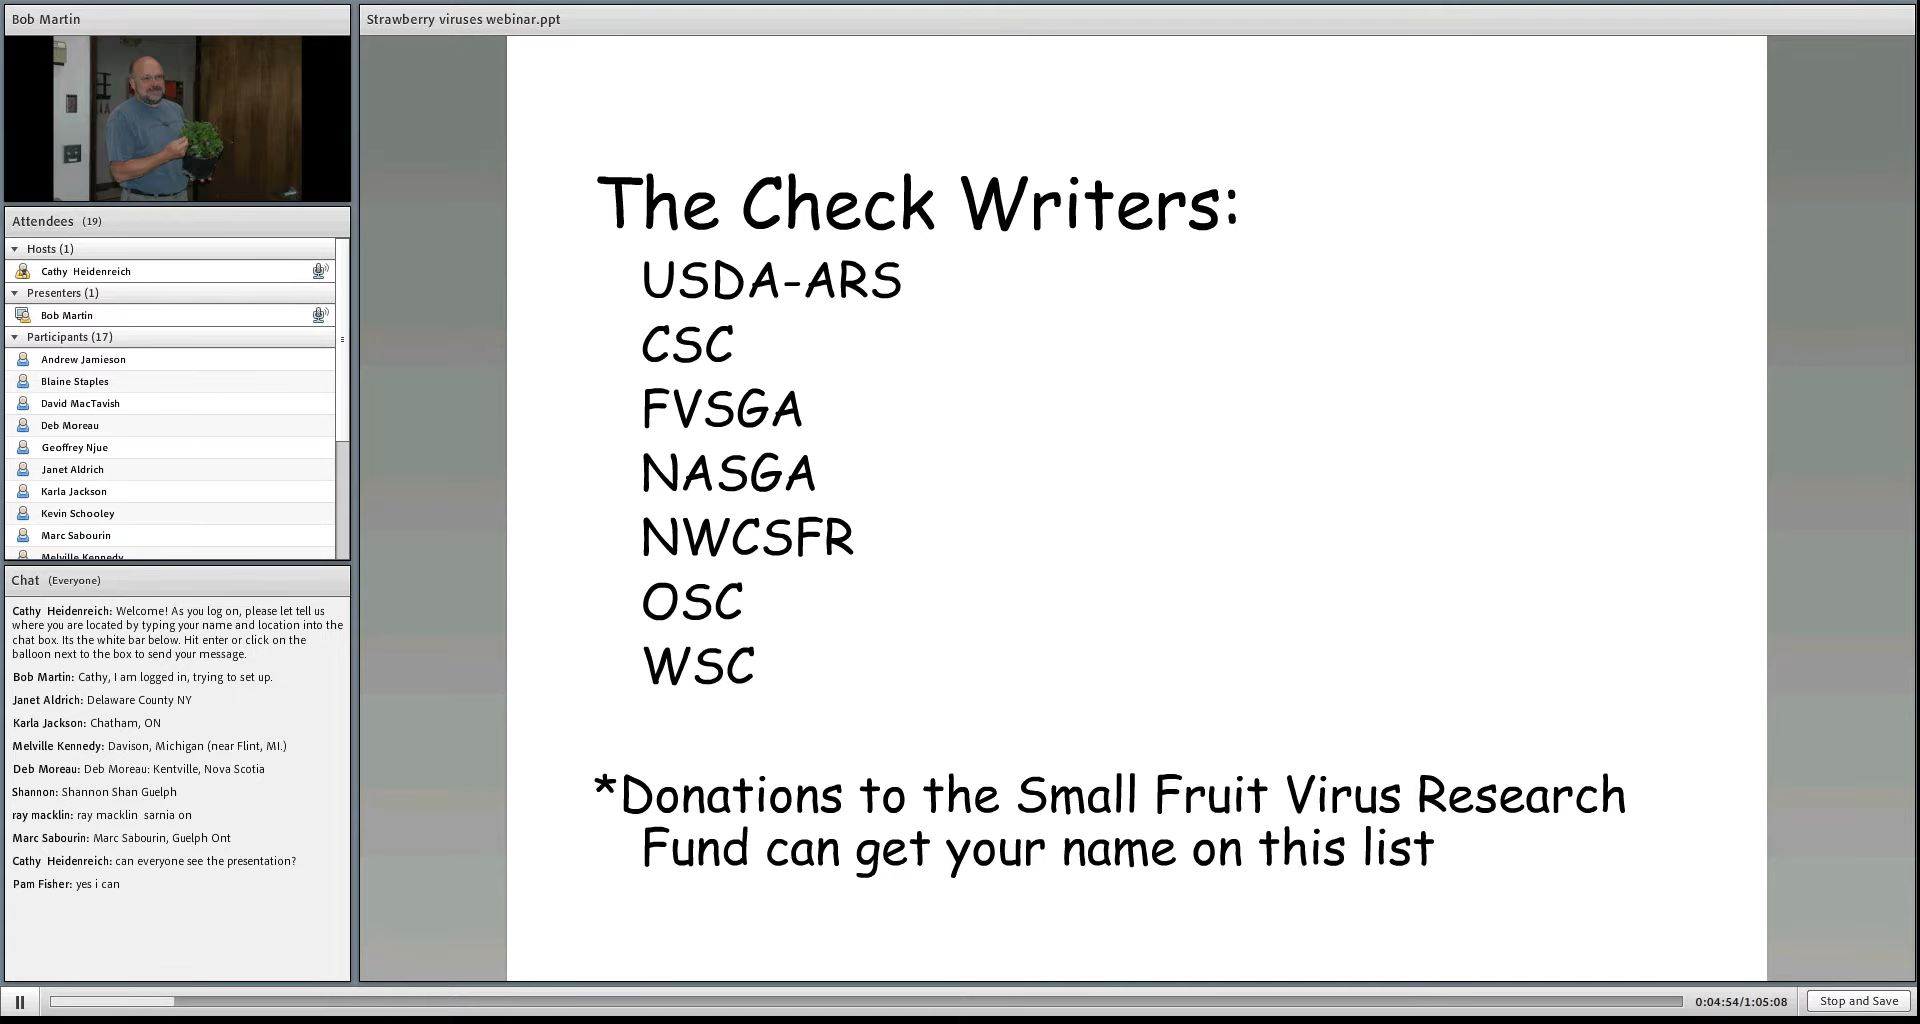 Bob Martin
Strawberry viruses webinar.ppt
Attendees (19)
Hosts (1)
Cathy Heidenreich
Presenters (1)
Bob Martin
Participants (17)
Andrew Jamieson
Blaine Staples
David MacTavish
Deb Moreau
Geoffrey Njue
Janet Aldrich
Karla Jackson
Kevin Schooley
Marc Sabourin
Melville Kennedy
Chat (Everyone)
Cathy Heidenreich: Welcome! As you log on, please let tell us
where you are located by typing your name and location into the
chat box. Its the white bar below. Hit enter or click on the
balloon next to the box to send your message.
Bob Martin: Cathy, I am logged in, trying to set up.
Janet Aldrich: Delaware County NY
Karla Jackson: Chatham, ON
Melville Kennedy: Davison, Michigan (near Flint, MI.)
Deb Moreau: Deb Moreau: Kentville, Nova Scotia
Shannon: Shannon Shan Guelph
ray macklin: ray macklin sarnia on
Marc Sabourin: Marc Sabourin, Guelph Ont
Cathy Heidenreich: can everyone see the presentation?
Pam Fisher: yes i can
The Check Writers:
USDA-ARS
CSC
FVSGA
NASGA
NWCSFR
OSC
WSC
*Donations to the Small Fruit Virus Research
Fund can get your name on this list
0:04:54/1:05:08
Stop and Save